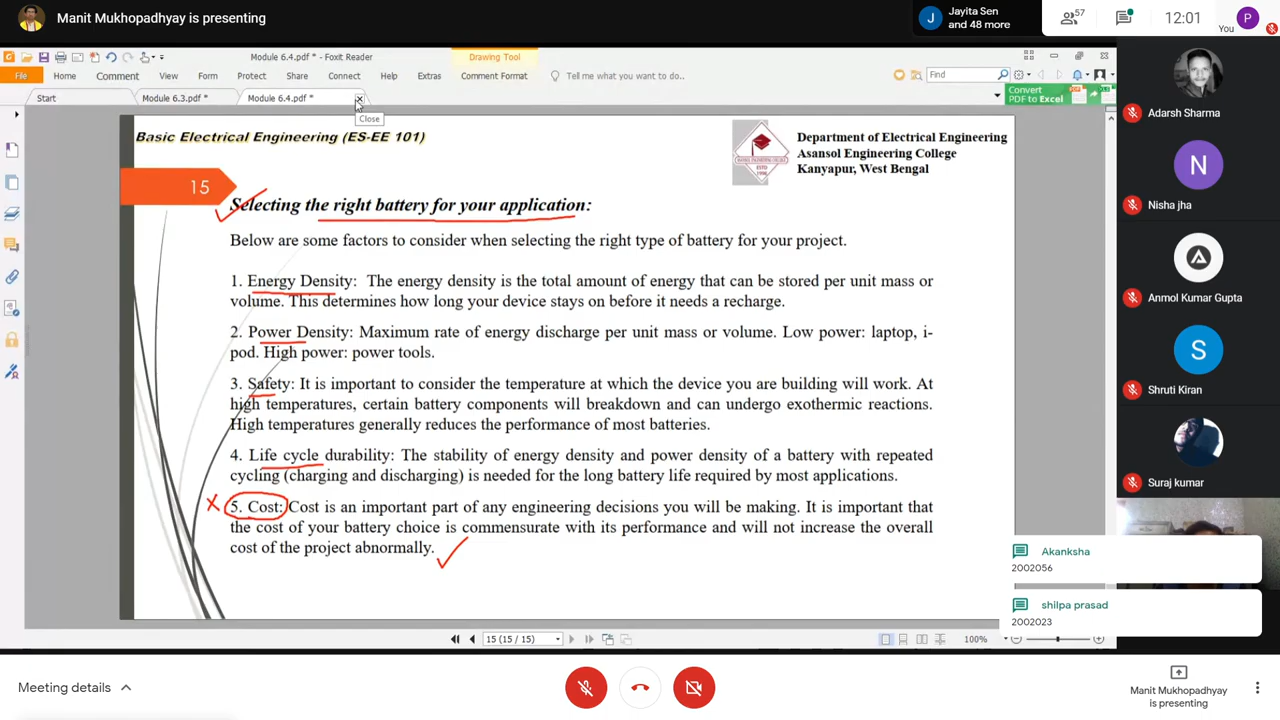 Manit Mukhopadhyay is presenting
Jayita Sen
and 48 more
57
12:01
You
P
J
Module 6.4.pdf * - Foxit Reader
Drawing Tool
File
Home
Comment
View
Form
Protect
Share
Connect
Help
Extras
Comment Format
Tell me what you want to do..
Find
Start
Module 6.3.pdf *
Module 6.4.pdf *
Close
Convert
PDF to Excel
Basic Electrical Engineering (ES-EE 101)
Department of Electrical Engineering
Asansol Engineering College
Kanyapur, West Bengal
15
Selecting the right battery for your application:
Below are some factors to consider when selecting the right type of battery for your project.
1. Energy Density: The energy density is the total amount of energy that can be stored per unit mass or
volume. This determines how long your device stays on before it needs a recharge.
2. Power Density: Maximum rate of energy discharge per unit mass or volume. Low power: laptop, i-
pod. High power: power tools.
3. Safety: It is important to consider the temperature at which the device you are building will work. At
high temperatures, certain battery components will breakdown and can undergo exothermic reactions.
High temperatures generally reduces the performance of most batteries.
4. Life cycle durability: The stability of energy density and power density of a battery with repeated
cycling (charging and discharging) is needed for the long battery life required by most applications.
5. Cost: Cost is an important part of any engineering decisions you will be making. It is important that
the cost of your battery choice is commensurate with its performance and will not increase the overall
cost of the project abnormally.
15 (15 / 15)
100%
Adarsh Sharma
N
Nisha jha
Anmol Kumar Gupta
S
Shruti Kiran
Suraj kumar
Akanksha
2002056
shilpa prasad
2002023
Meeting details
Manit Mukhopadhyay
is presenting